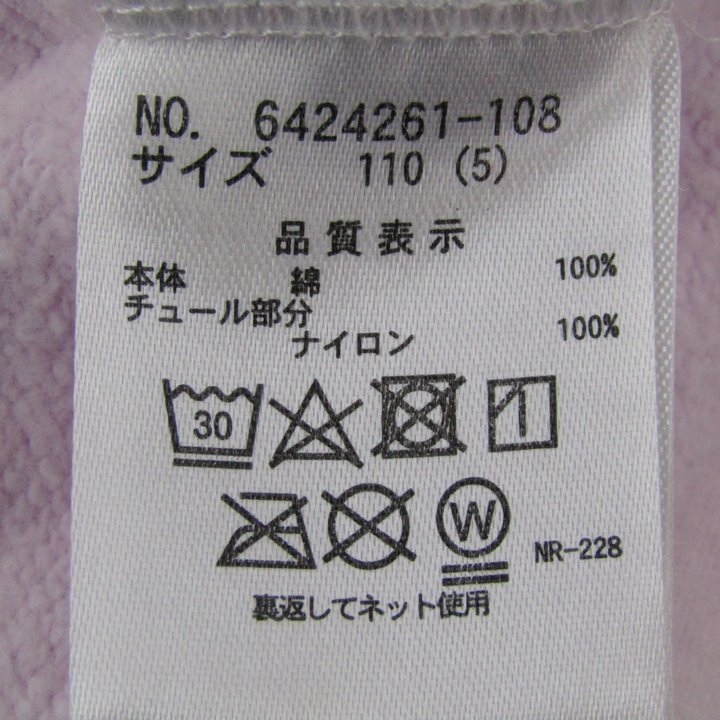 NO. 6424261-108
サイズ 110 (5)
品質表示
本体 綿 100%
チュール部分
ナイロン 100%
30
W
NR-228
裏返してネット使用